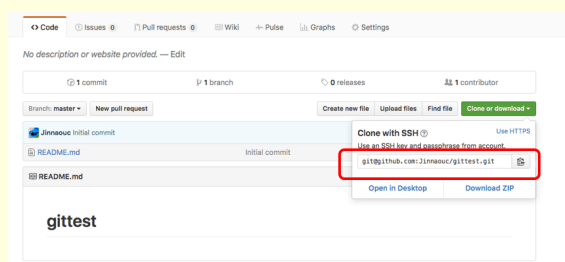 Code Issues 0 Pull requests 0 Wiki Pulse Graphs Settings
No description or website provided. — Edit
1 commit 1 branch 0 releases 1 contributor
Branch: master New pull request Create new file Upload files Find file Clone or download
Jinnaouc Initial commit
README.md Initial commit
Clone with SSH Use HTTPS
Use an SSH key and passphrase from account.
git@github.com:Jinnaouc/gittest.git
Open in Desktop Download ZIP
README.md
gittest